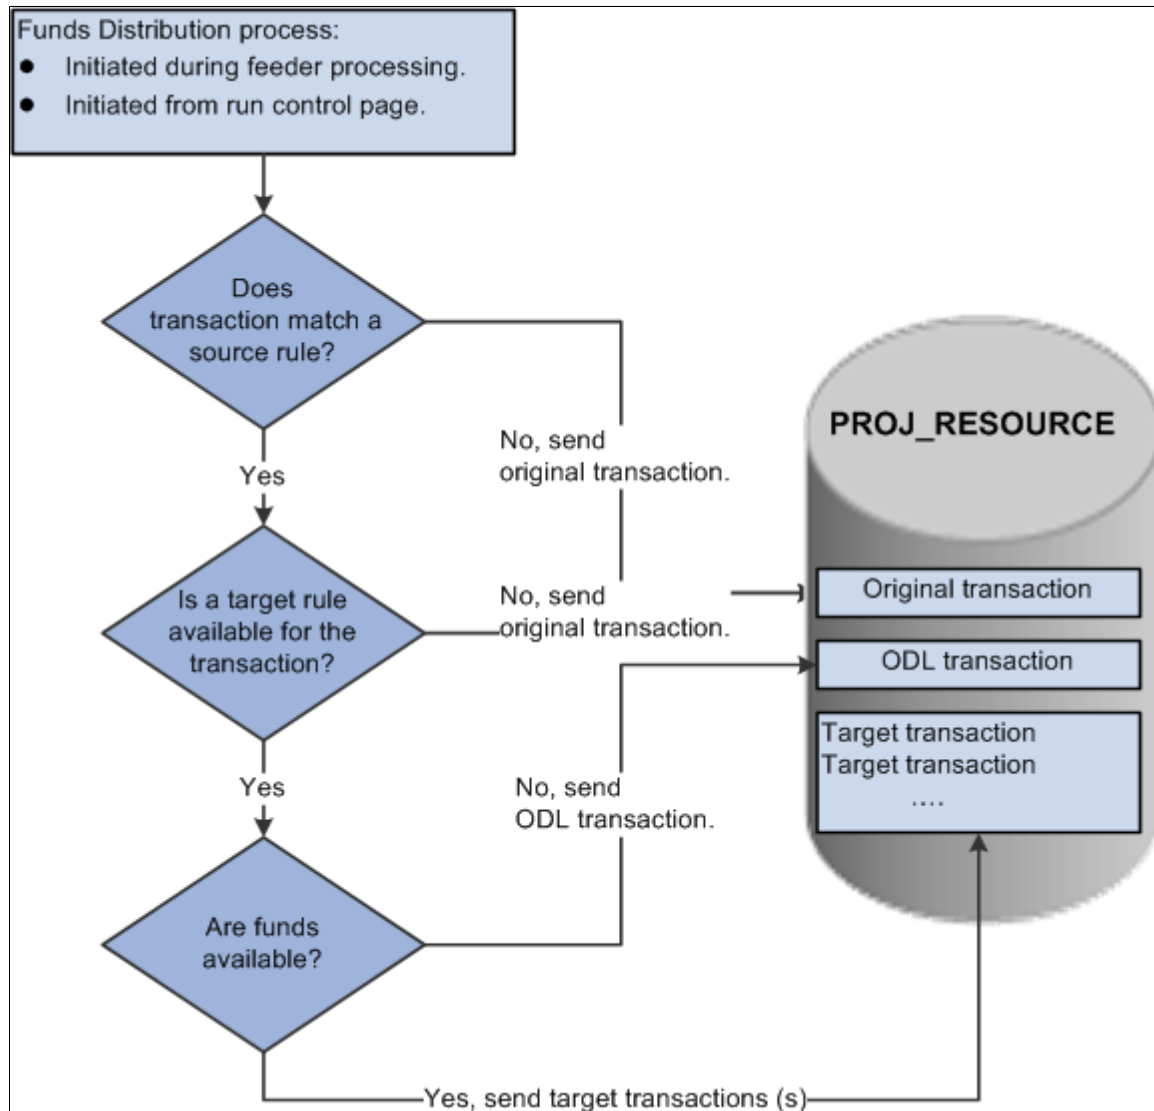 Funds Distribution process:
● Initiated during feeder processing.
● Initiated from run control page.
Does
transaction match a
source rule?
No, send
original transaction.
Yes
Is a target rule
available for the
transaction?
No, send
original transaction.
Yes
Are funds
available?
No, send
ODL transaction.
Yes, send target transactions (s)
PROJ_RESOURCE
Original transaction
ODL transaction
Target transaction
Target transaction
....